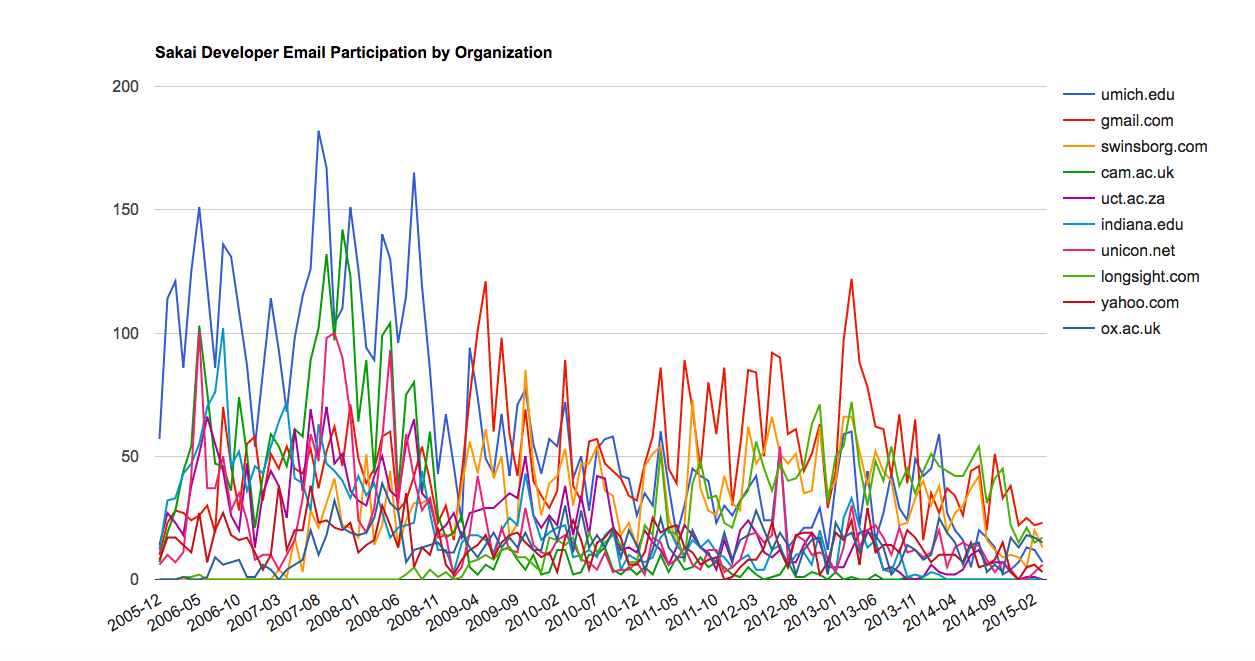 Sakai Developer Email Participation by Organization
200
150
100
50
0
umich.edu
gmail.com
swinsborg.com
cam.ac.uk
uct.ac.za
indiana.edu
unicon.net
longsight.com
yahoo.com
ox.ac.uk
2005-12
2006-05
2006-10
2007-03
2007-08
2008-01
2008-06
2008-11
2009-04
2009-09
2010-02
2010-07
2010-12
2011-05
2011-10
2012-03
2012-08
2013-01
2013-06
2013-11
2014-04
2014-09
2015-02